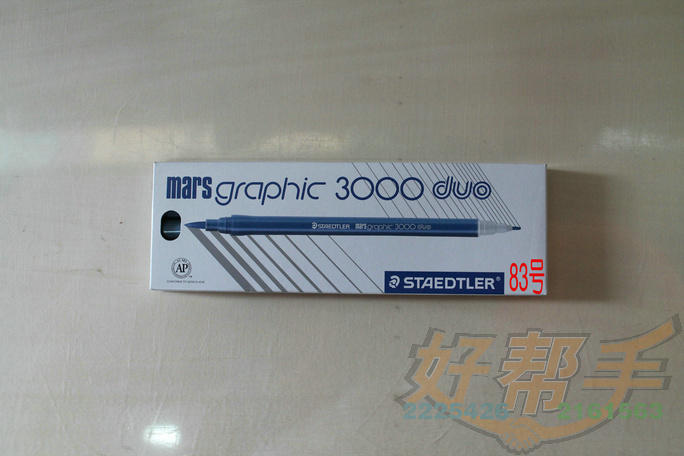 mars graphic 3000 duo
STAEDTLER mars graphic 3000 duo
AP
STAEDTLER®
83号
好帮手